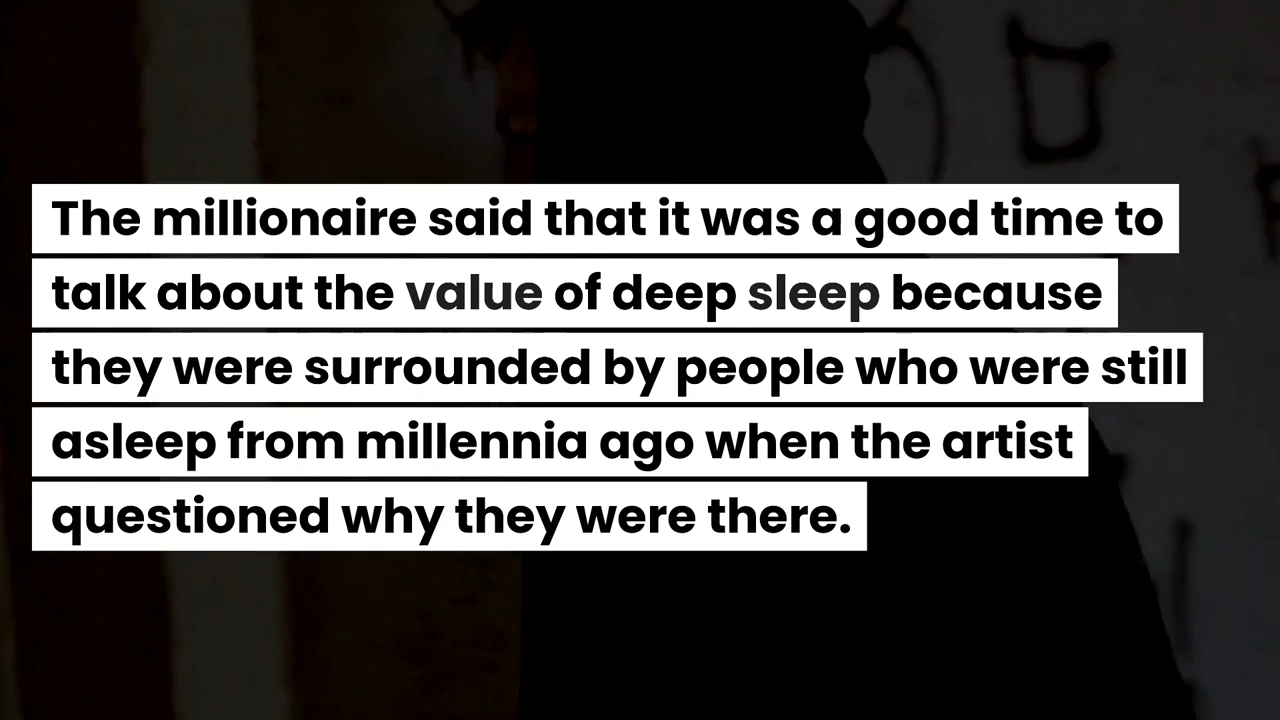 The millionaire said that it was a good time to
talk about the value of deep sleep because
they were surrounded by people who were still
asleep from millennia ago when the artist
questioned why they were there.